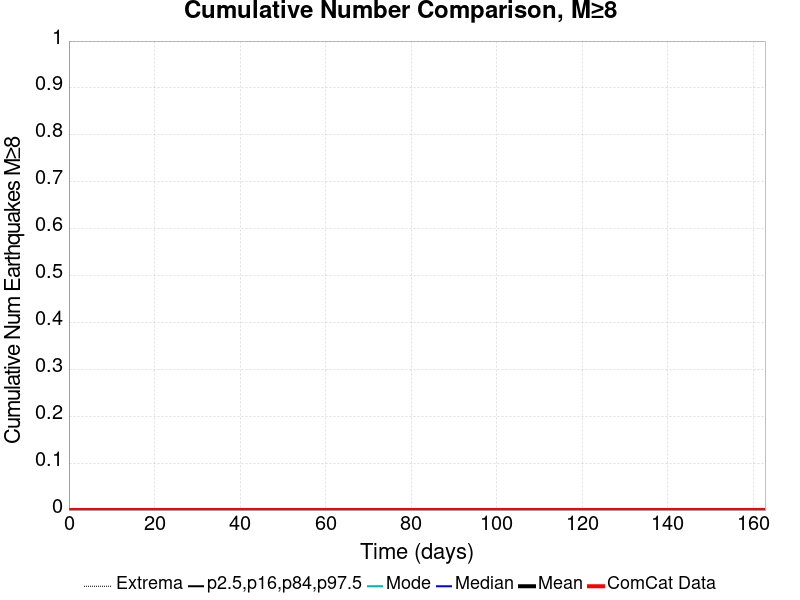 Cumulative Number Comparison, M≥8
Cumulative Num Earthquakes M≥8
1
0.9
0.8
0.7
0.6
0.5
0.4
0.3
0.2
0.1
0
0 20 40 60 80 100 120 140 160
Time (days)
Extrema p2.5,p16,p84,p97.5 Mode Median Mean ComCat Data